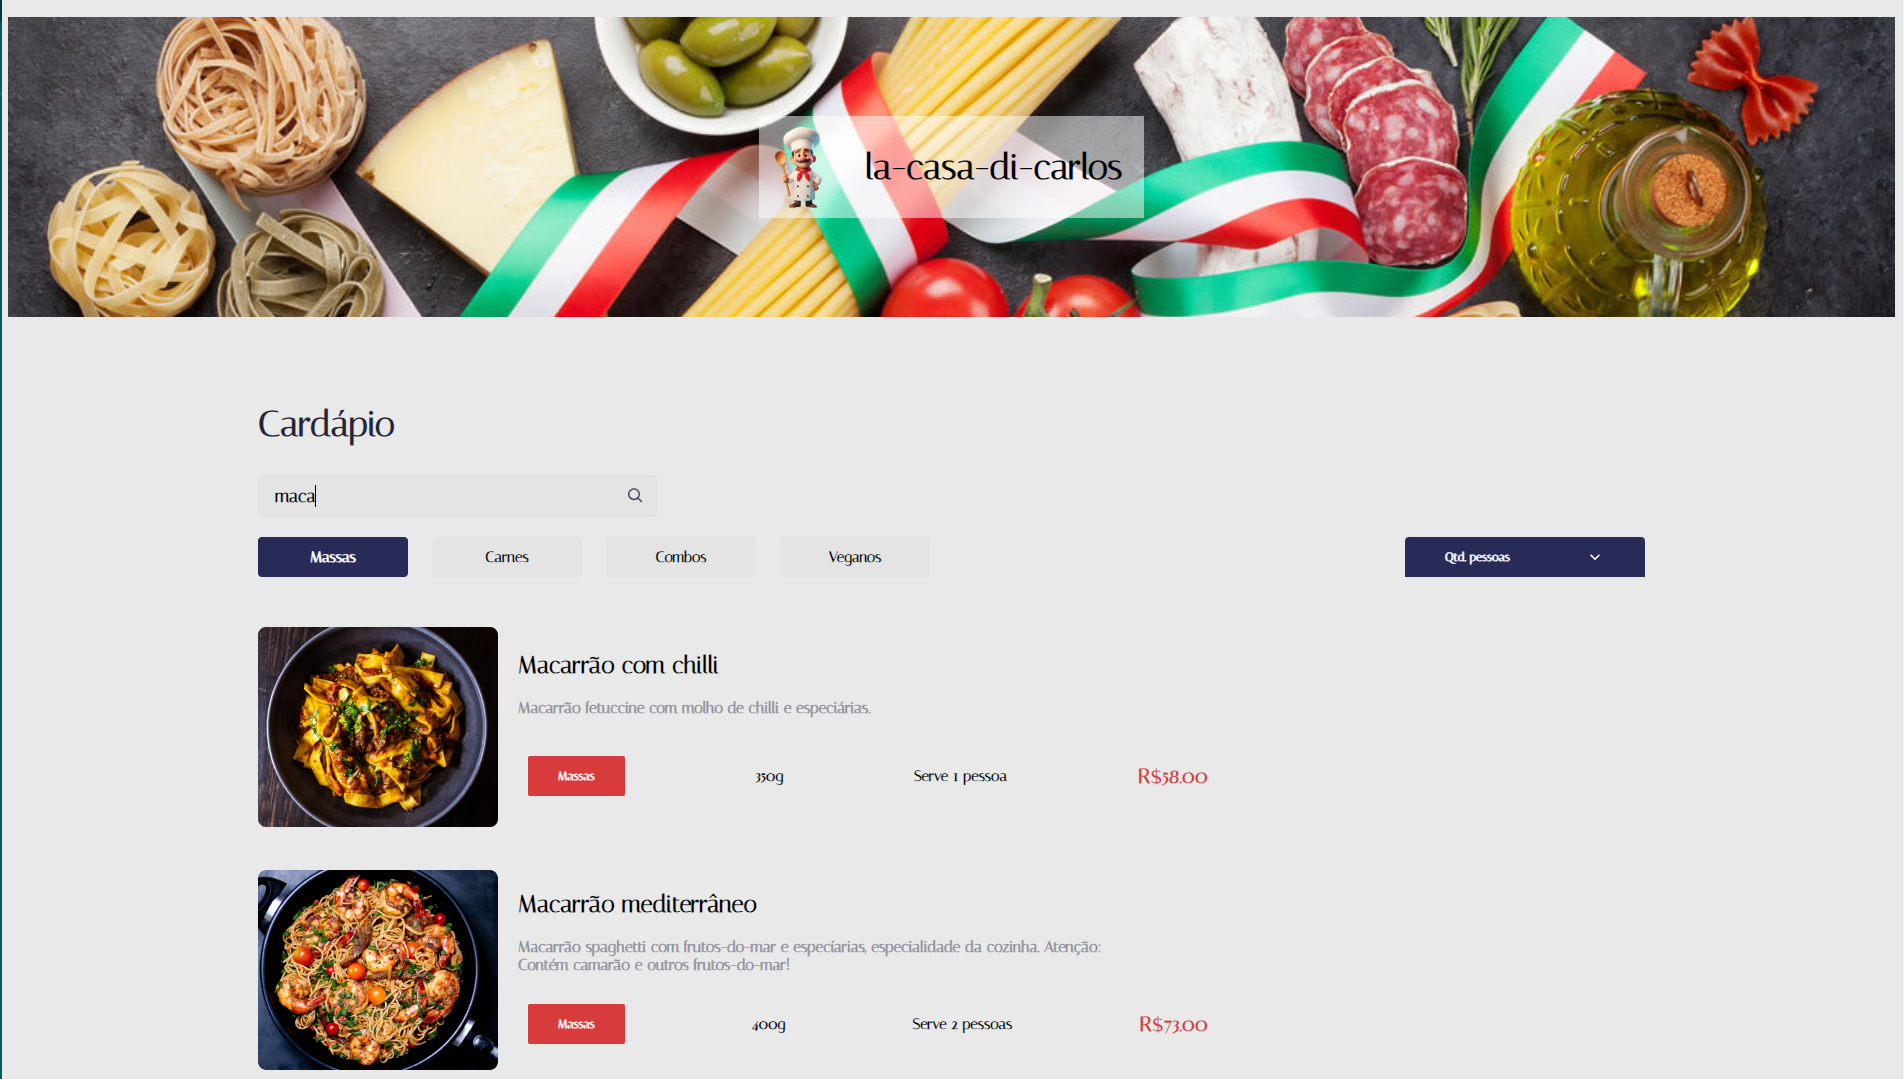 la-casa-di-carlos
Cardápio
maca
Massas
Carnes
Combos
Veganos
Qtd. pessoas
Macarrão com chilli
Macarrão fetuccine com molho de chilli e especiárias.
Massas
350g
Serve 1 pessoa
R$58.00
Macarrão mediterrâneo
Macarrão spaghetti com frutos-do-mar e especíarias, especialidade da cozinha. Atenção:
Contém camarão e outros frutos-do-mar!
Massas
400g
Serve 2 pessoas
R$73.00